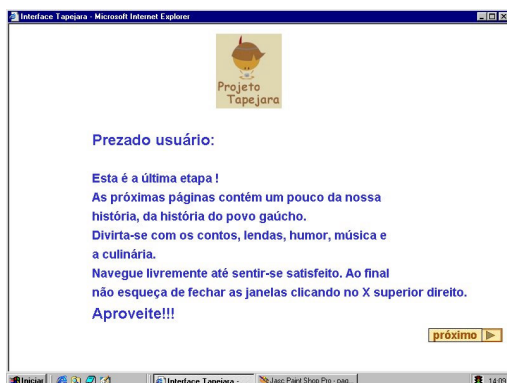 Interface Tapejara - Microsoft Internet Explorer
Projeto
Tapejara
Prezado usuário:
Esta é a última etapa !
As próximas páginas contém um pouco da nossa
história, da história do povo gaúcho.
Divirta-se com os contos, lendas, humor, música e
a culinária.
Navegue livremente até sentir-se satisfeito. Ao final
não esqueça de fechar as janelas clicando no X superior direito.
Aproveite!!!
próximo
Iniciar
Interface Tapejara -
Jasc Paint Shop Pro - pag...
14:09